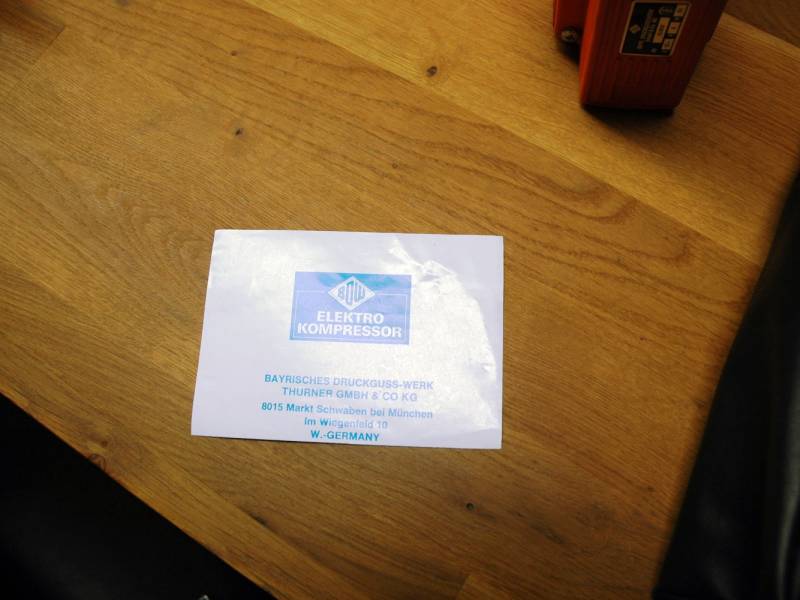 BDW
ELEKTRO
KOMPRESSOR
BAYRISCHES DRUCKGUSS-WERK
THURNER GMBH & CO KG
8015 Markt Schwaben bei München
Im Wiegenfeld 10
W.-GERMANY